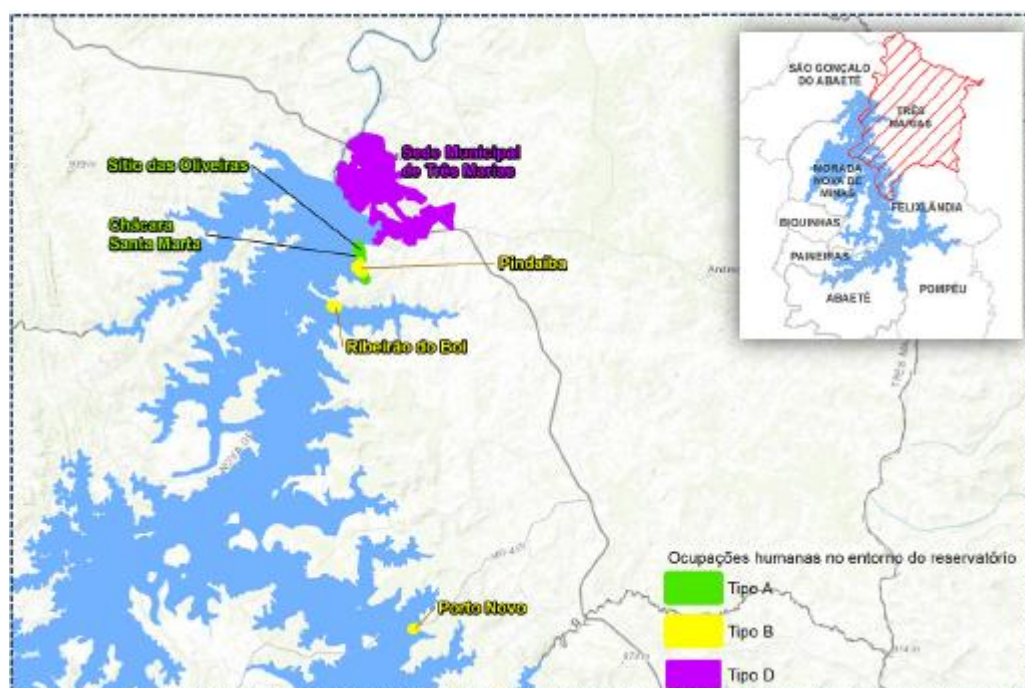 Sítio das Oliveiras
Sede Municipal
de Três Marias
Chácara
Santa Marta
Pindaíba
Ribeirão do Boi
Porto Novo
SÃO GONÇALO
DO ABAETÉ
TRÊS
MARIAS
MORADA
NOVA DE
MINAS
FELIXLÂNDIA
BIQUINHAS
PAINEIRAS
ABAETÉ
POMPÉU
Ocupações humanas no entorno do reservatório
Tipo A
Tipo B
Tipo D